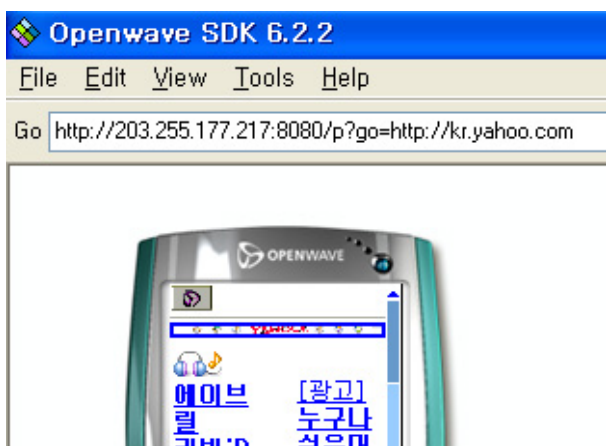 Openwave SDK 6.2.2
File Edit View Tools Help
Go http://203.255.177.217:8080/p?go=http://kr.yahoo.com
OPENWAVE
에이브 [광고]
릴 누구나